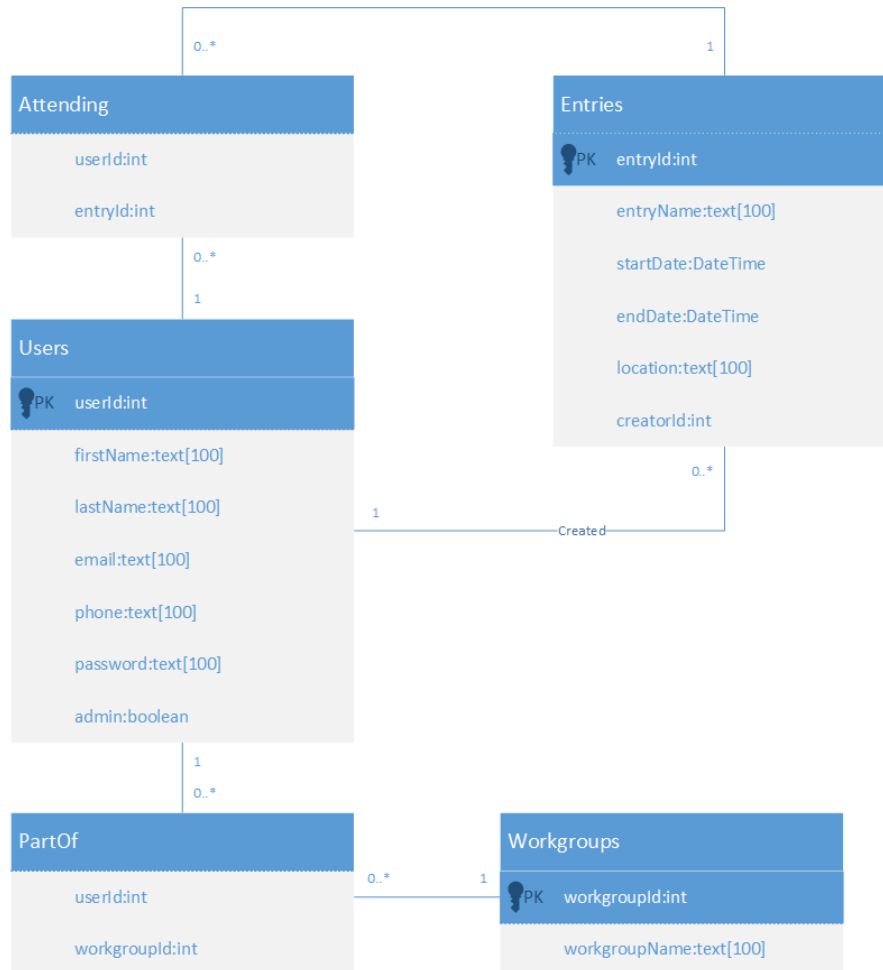 0..*
1
Attending
userId:int
entryId:int
Entries
PK entryId:int
entryName:text[100]
startDate:DateTime
endDate:DateTime
location:text[100]
creatorId:int
0..*
1
Users
PK userId:int
firstName:text[100]
lastName:text[100]
email:text[100]
phone:text[100]
password:text[100]
admin:boolean
0..*
1
Created
1
0..*
PartOf
userId:int
workgroupId:int
0..*
1
Workgroups
PK workgroupId:int
workgroupName:text[100]